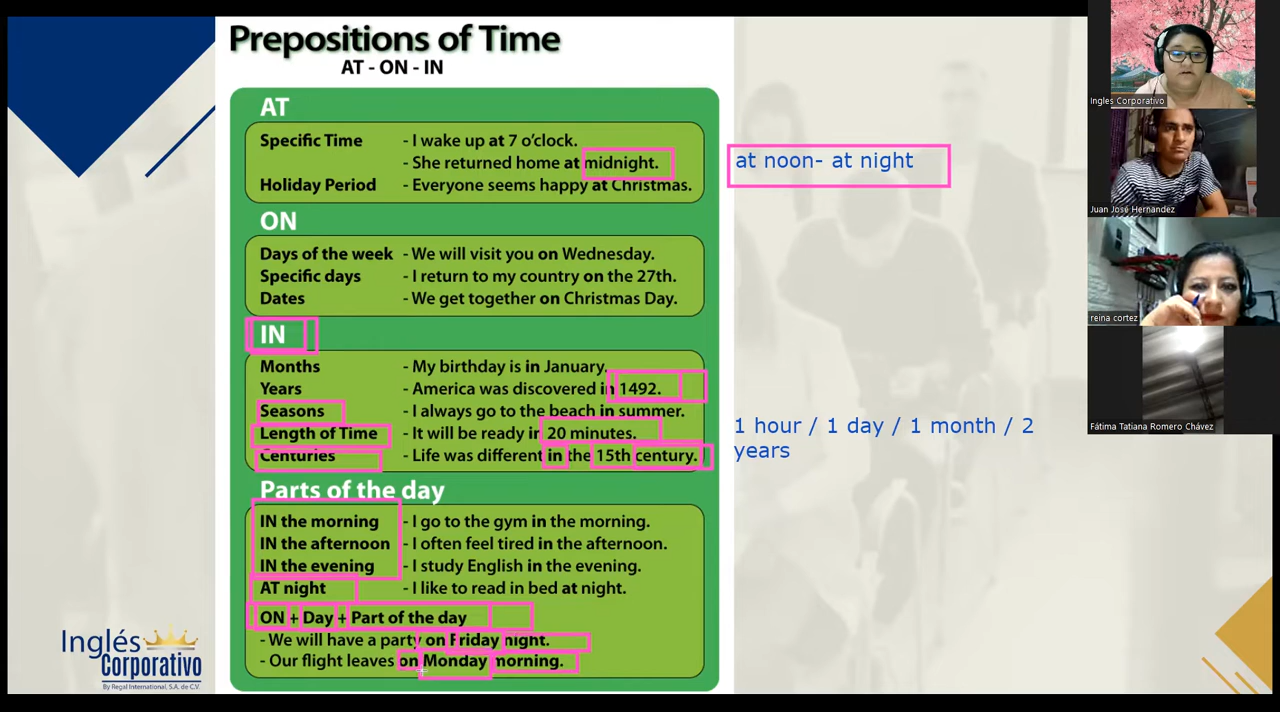 Prepositions of Time
AT - ON - IN
AT
Specific Time - I wake up at 7 o'clock.
- She returned home at midnight.
Holiday Period - Everyone seems happy at Christmas.
at noon- at night
ON
Days of the week - We will visit you on Wednesday.
Specific days - I return to my country on the 27th.
Dates - We get together on Christmas Day.
IN
Months - My birthday is in January.
Years - America was discovered in 1492.
Seasons - I always go to the beach in summer.
Length of Time - It will be ready in 20 minutes.
Centuries - Life was different in the 15th century.
1 hour / 1 day / 1 month / 2
years
Parts of the day
IN the morning - I go to the gym in the morning.
IN the afternoon - I often feel tired in the afternoon.
IN the evening - I study English in the evening.
AT night - I like to read in bed at night.
ON + Day + Part of the day
- We will have a party on Friday night.
- Our flight leaves on Monday morning.
Inglés
Corporativo
By Regal International, S.A. de C.V.
Ingles Corporativo
Juan José Hernández
reina cortez
Fátima Tatiana Romero Chávez